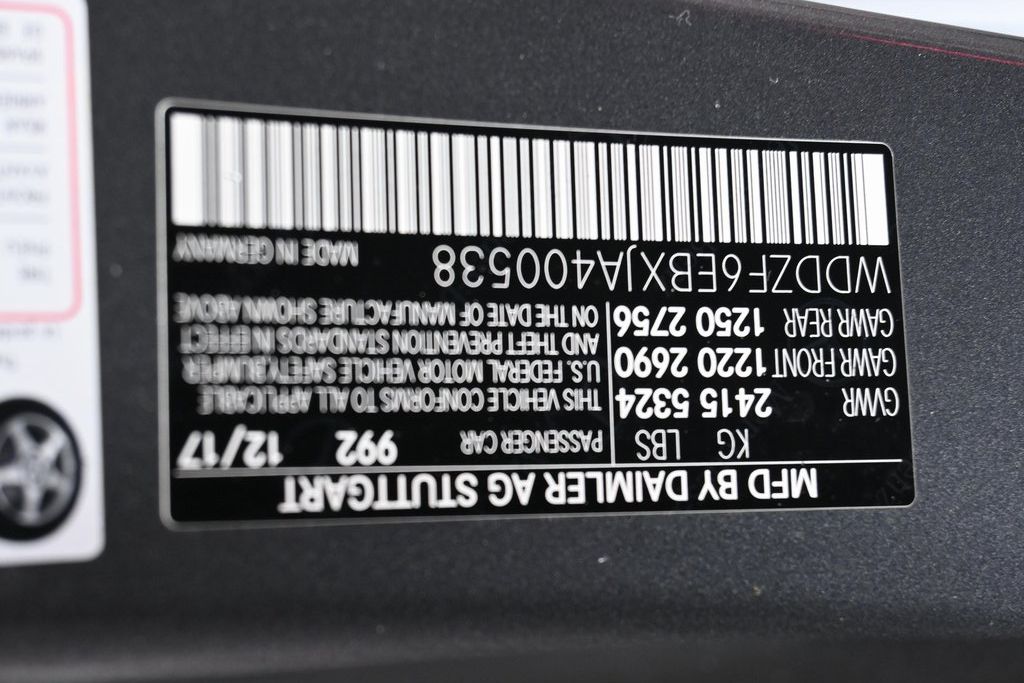 MFD BY DAIMLER AG STUTTGART
KG LBS PASSENGER CAR 992 12/17
GVWR 2415 5324 THIS VEHICLE CONFORMS TO ALL APPLICABLE
GAWR FRONT 1220 2690 U.S. FEDERAL MOTOR VEHICLE SAFETY,BUMPER
GAWR REAR 1250 2756 AND THEFT PREVENTION STANDARDS IN EFFECT
ON THE DATE OF MANUFACTURE SHOWN ABOVE
WDDZF6EBXJA400538 MADE IN GERMANY